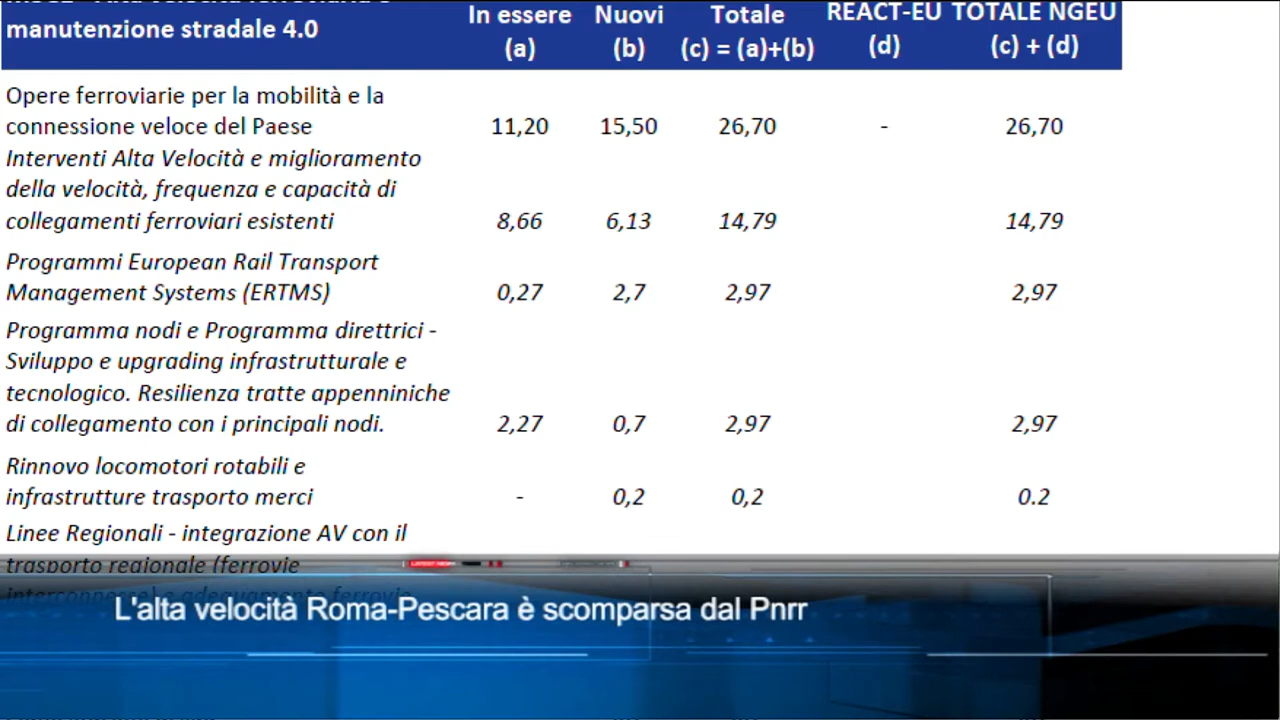 manutenzione stradale 4.0
In essere Nuovi Totale REACT-EU TOTALE NGEU
(a) (b) (c) = (a)+(b) (d) (c) + (d)
Opere ferroviarie per la mobilità e la
connessione veloce del Paese 11,20 15,50 26,70 - 26,70
Interventi Alta Velocità e miglioramento
della velocità, frequenza e capacità di
collegamenti ferroviari esistenti 8,66 6,13 14,79 14,79
Programmi European Rail Transport
Management Systems (ERTMS) 0,27 2,7 2,97 2,97
Programma nodi e Programma direttrici -
Sviluppo e upgrading infrastrutturale e
tecnologico. Resilienza tratte appenniniche
di collegamento con i principali nodi. 2,27 0,7 2,97 2,97
Rinnovo locomotori rotabili e
infrastrutture trasporto merci - 0,2 0,2 0.2
Linee Regionali - integrazione AV con il
trasporto regionale (ferrovie
LATEST NEWS
L'alta velocità Roma-Pescara è scomparsa dal Pnrr